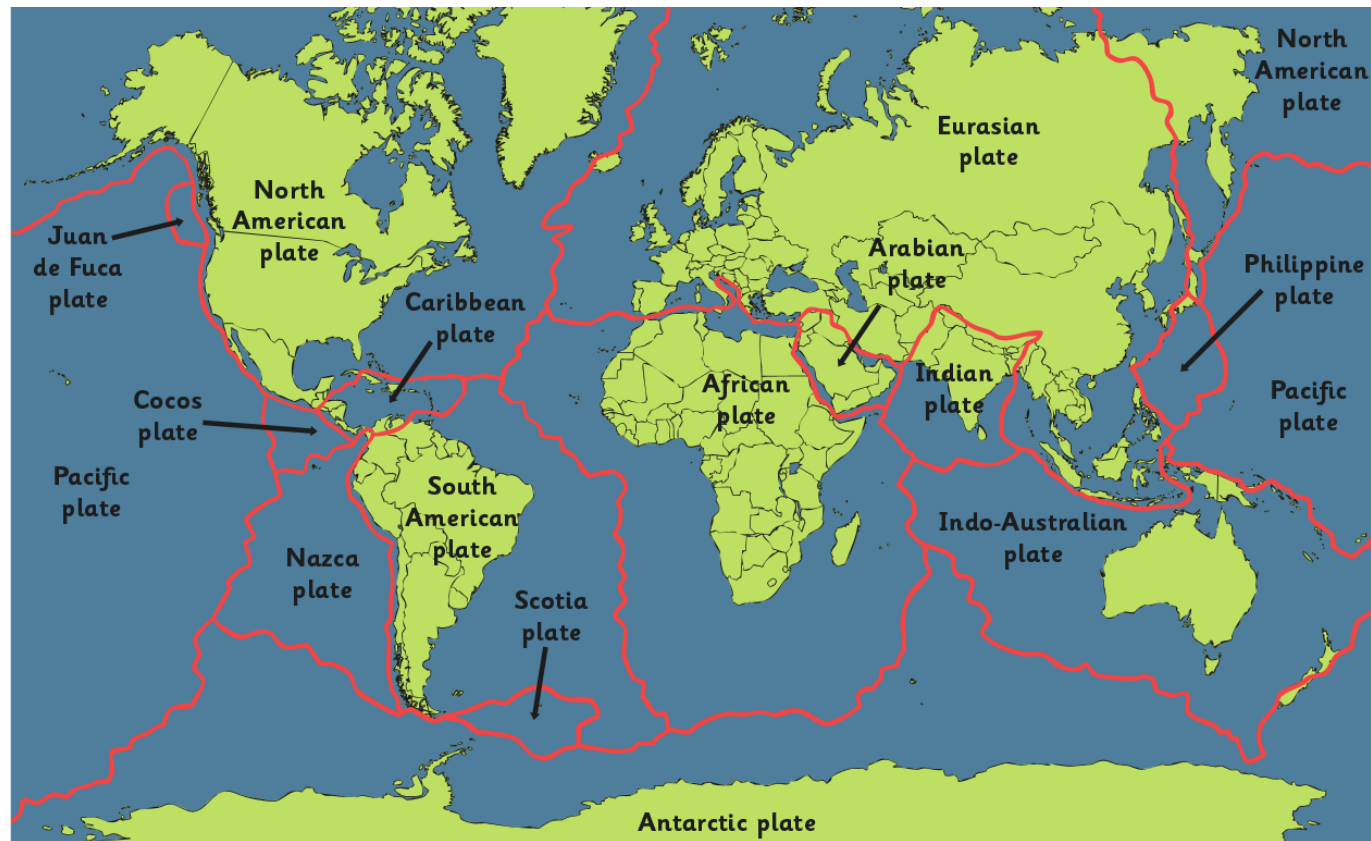 North
American
plate
Eurasian
plate
North
American
plate
Juan
de Fuca
plate
Arabian
plate
Philippine
plate
Caribbean
plate
African
plate
Indian
plate
Cocos
plate
Pacific
plate
Pacific
plate
South
American
plate
Indo-Australian
plate
Nazca
plate
Scotia
plate
Antarctic plate